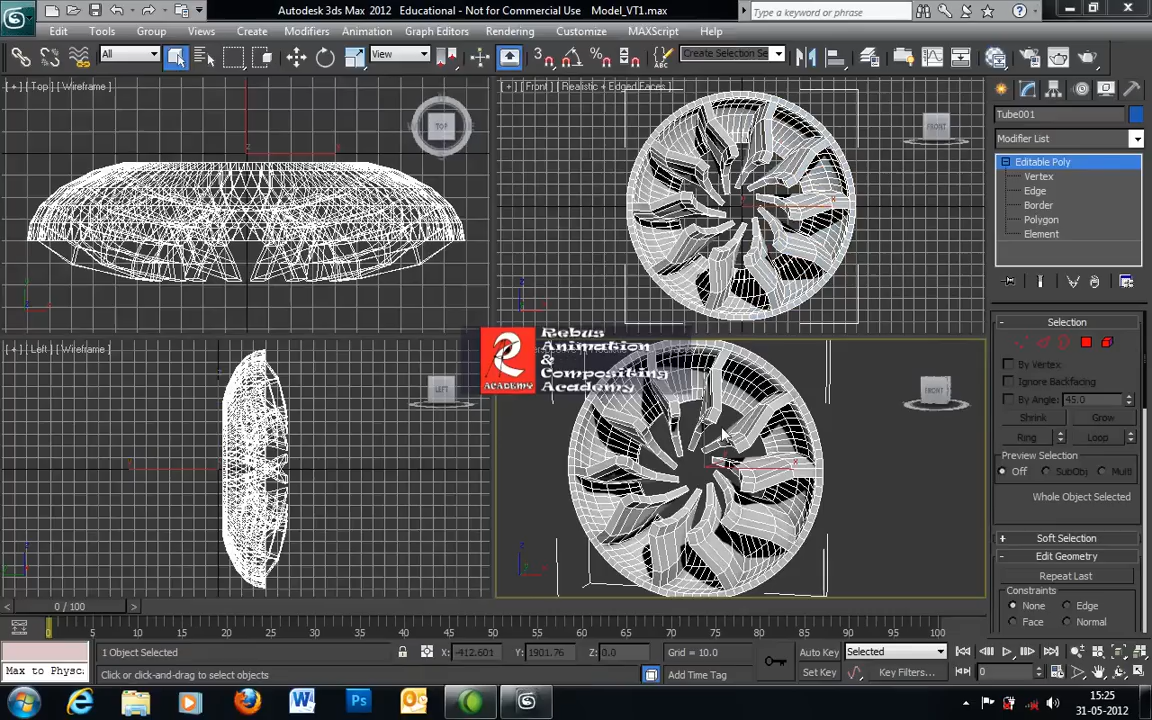 Autodesk 3ds Max 2012 Educational - Not for Commercial Use Model_VT1.max
Type a keyword or phrase
Edit Tools Group Views Create Modifiers Animation Graph Editors Rendering Customize MAXScript Help
All View Create Selection Se
[ + ] [ Top ] [ Wireframe ]
TOP
[ + ] [ Front ] [ Realistic + Edged Faces ]
FRONT
Tube001
Modifier List
Editable Poly
Vertex
Edge
Border
Polygon
Element
[ + ] [ Left ] [ Wireframe ]
LEFT
FRONT
R
ACADEMY
Rebus
Animation
&
Compositing
Academy
Selection
By Vertex
Ignore Backfacing
By Angle: 45.0
Shrink Grow
Ring Loop
Preview Selection
Off SubObj Multi
Whole Object Selected
Soft Selection
Edit Geometry
Repeat Last
Constraints
None Edge
Face Normal
0 / 100
0 5 10 15 20 25 30 35 40 45 50 55 60 65 70 75 80 85 90 95 100
1 Object Selected X: -412.601 Y: 1901.76 Z: 0.0 Grid = 10.0 Auto Key Selected
Max to Physc Click or click-and-drag to select objects Add Time Tag Set Key Key Filters... 0
15:25
31-05-2012